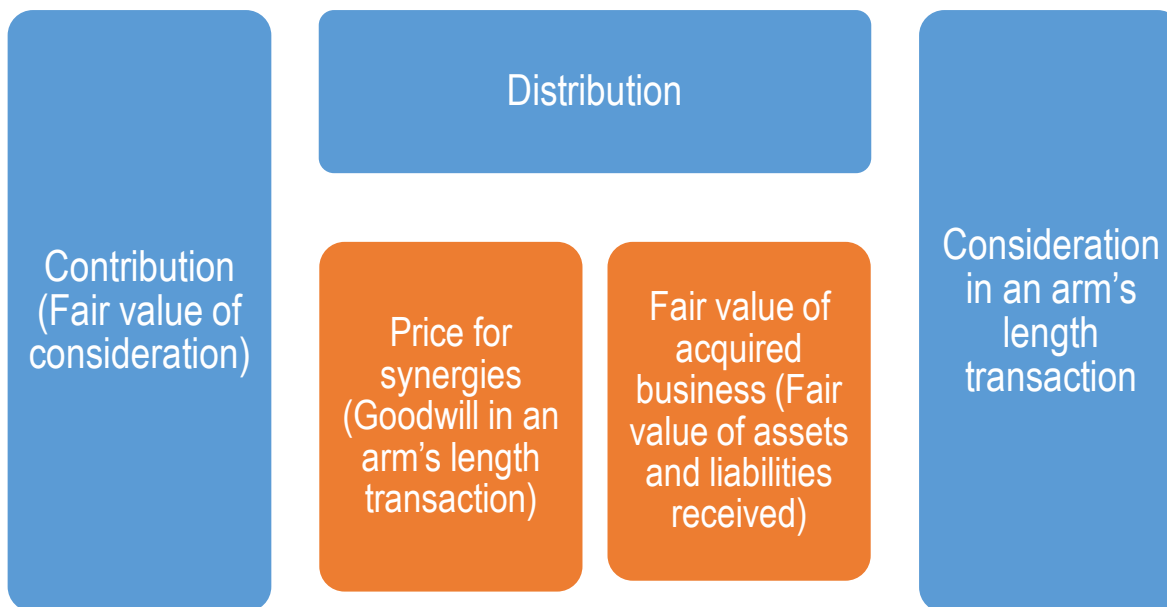 Contribution
(Fair value of
consideration)
Distribution
Price for
synergies
(Goodwill in an
arm’s length
transaction)
Fair value of
acquired
business (Fair
value of assets
and liabilities
received)
Consideration
in an arm’s
length
transaction